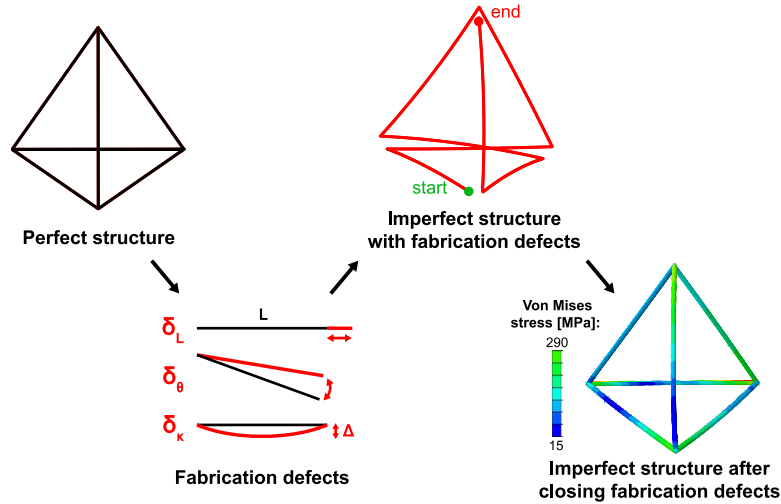 end
start
Perfect structure
Imperfect structure
with fabrication defects
δL L
δθ
δκ Δ
Fabrication defects
Von Mises
stress [MPa]:
290
15
Imperfect structure after
closing fabrication defects